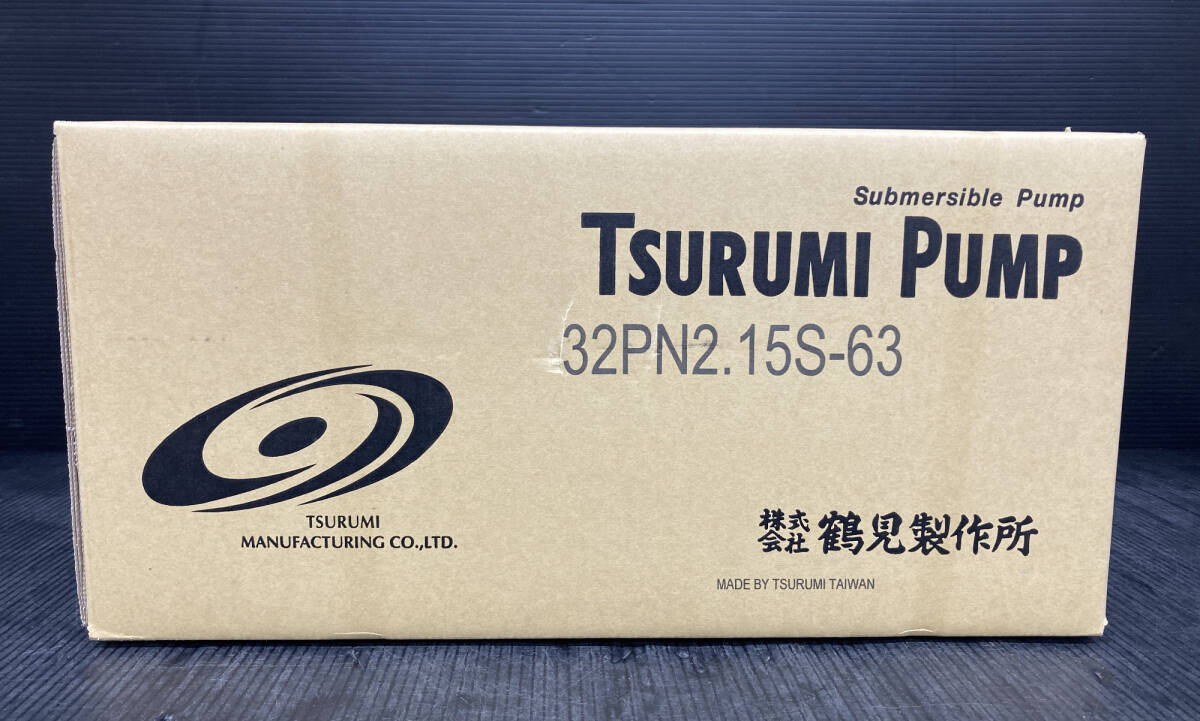 Submersible Pump
TSURUMI PUMP
32PN2.15S-63
TSURUMI
MANUFACTURING CO.,LTD.
株式会社 鶴見製作所
MADE BY TSURUMI TAIWAN